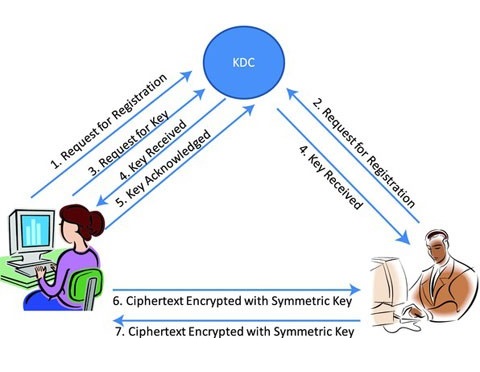 KDC
1. Request for Registration
3. Request for Key
4. Key Received
5. Key Acknowledged
2. Request for Registration
4. Key Received
6. Ciphertext Encrypted with Symmetric Key
7. Ciphertext Encrypted with Symmetric Key